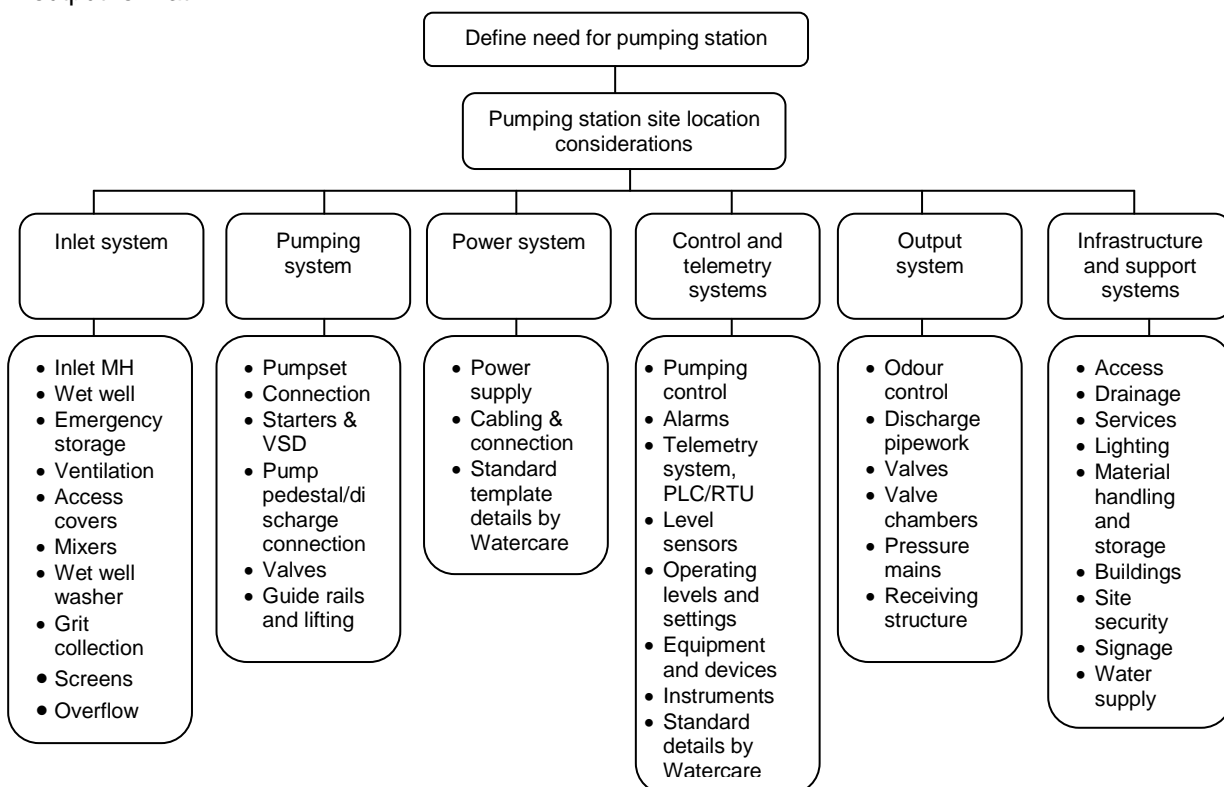 Define need for pumping station
Pumping station site location
considerations
Inlet system
Pumping
system
Power system
Control and
telemetry
systems
Output
system
Infrastructure
and support
systems
• Inlet MH
• Wet well
• Emergency
storage
• Ventilation
• Access
covers
• Mixers
• Wet well
washer
• Grit
collection
• Screens
• Overflow
• Pumpset
• Connection
• Starters &
VSD
• Pump
pedestal/di
scharge
connection
• Valves
• Guide rails
and lifting
• Power
supply
• Cabling &
connection
• Standard
template
details by
Watercare
• Pumping
control
• Alarms
• Telemetry
system,
PLC/RTU
• Level
sensors
• Operating
levels and
settings
• Equipment
and devices
• Instruments
• Standard
details by
Watercare
• Odour
control
• Discharge
pipework
• Valves
• Valve
chambers
• Pressure
mains
• Receiving
structure
• Access
• Drainage
• Services
• Lighting
• Material
handling
and
storage
• Buildings
• Site
security
• Signage
• Water
supply